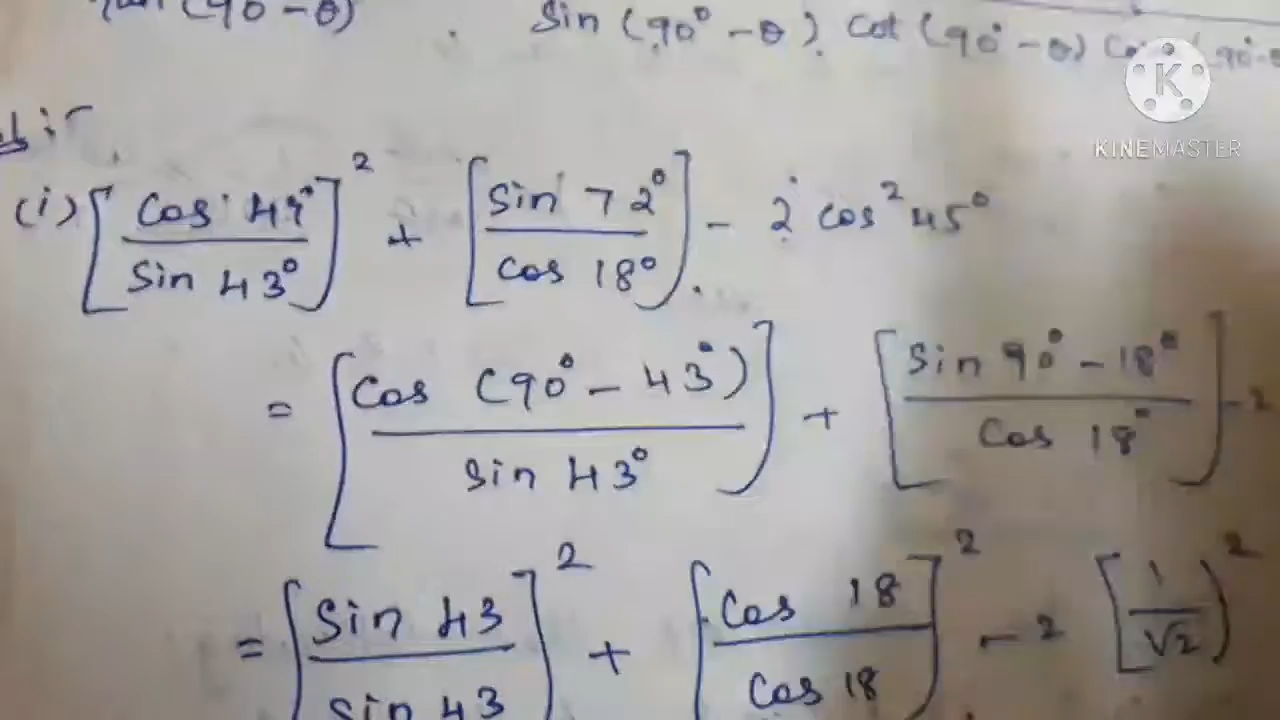 (90 - θ) Sin (90° - θ) Cot (90° - θ)
KINEMASTER
(i) [Cos 47° / Sin 43°]² + [Sin 72° / Cos 18°] - 2 cos² 45°
= [Cos (90° - 43°) / Sin 43°] + [Sin 90° - 18° / Cos 18°] - 2
= [Sin 43 / Sin 43]² + [Cos 18 / Cos 18]² - 2 [1 / √2)²